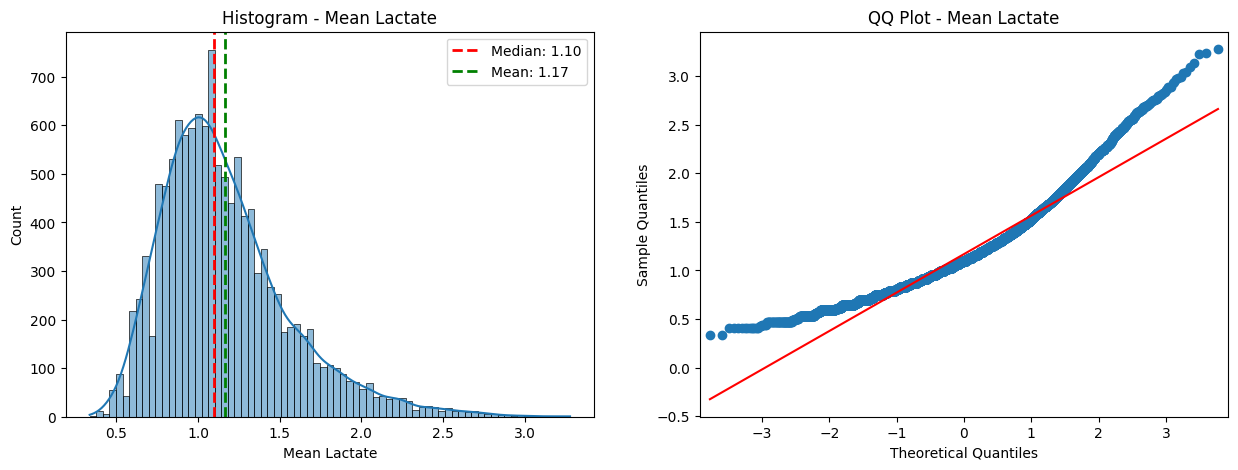 Histogram - Mean Lactate
Median: 1.10
Mean: 1.17
Count
700
600
500
400
300
200
100
0
0.5 1.0 1.5 2.0 2.5 3.0
Mean Lactate
QQ Plot - Mean Lactate
Sample Quantiles
3.0
2.5
2.0
1.5
1.0
0.5
0.0
−0.5
−3 −2 −1 0 1 2 3
Theoretical Quantiles